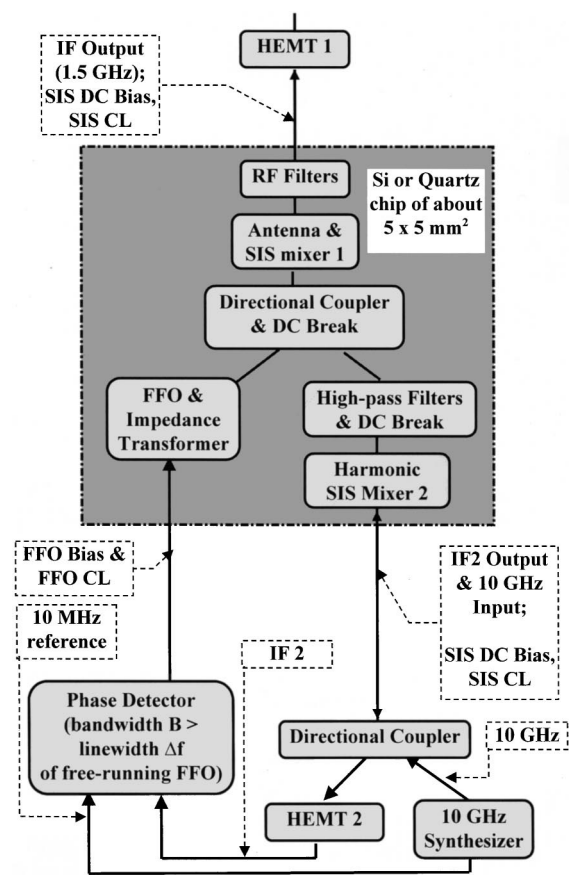 HEMT 1
IF Output
(1.5 GHz);
SIS DC Bias,
SIS CL
RF Filters
Si or Quartz
chip of about
5 x 5 mm²
Antenna &
SIS mixer 1
Directional Coupler
& DC Break
FFO &
Impedance
Transformer
High-pass Filters
& DC Break
Harmonic
SIS Mixer 2
FFO Bias &
FFO CL
IF2 Output
& 10 GHz
Input;
SIS DC Bias,
SIS CL
10 MHz
reference
IF 2
Phase Detector
(bandwidth B >
linewidth Δf
of free-running FFO)
Directional Coupler
10 GHz
HEMT 2
10 GHz
Synthesizer